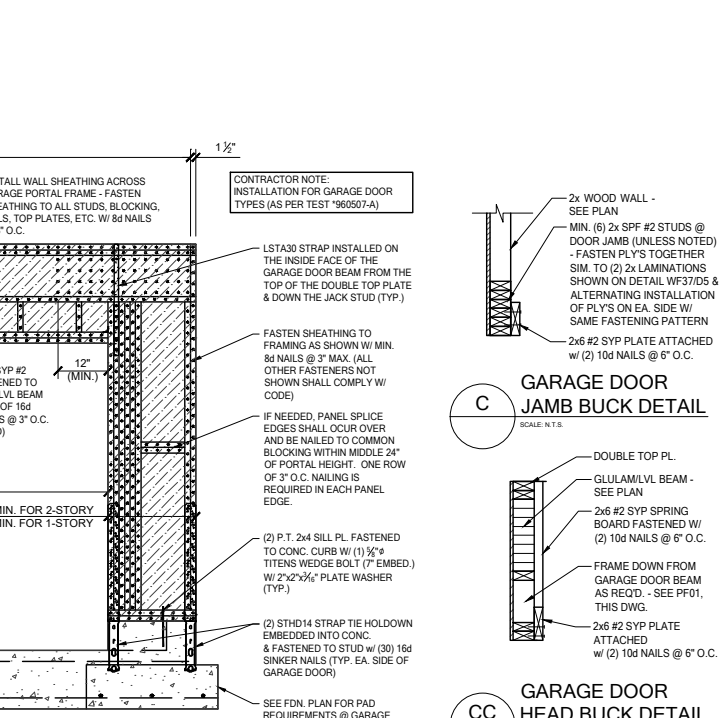 1 ½"
TALL WALL SHEATHING ACROSS
RAGE PORTAL FRAME - FASTEN
EATHING TO ALL STUDS, BLOCKING,
LS, TOP PLATES, ETC. W/ 8d NAILS
" O.C.
CONTRACTOR NOTE:
INSTALLATION FOR GARAGE DOOR
TYPES (AS PER TEST *960507-A)
LSTA30 STRAP INSTALLED ON
THE INSIDE FACE OF THE
GARAGE DOOR BEAM FROM THE
TOP OF THE DOUBLE TOP PLATE
& DOWN THE JACK STUD (TYP.)
FASTEN SHEATHING TO
FRAMING AS SHOWN W/ MIN.
8d NAILS @ 3" MAX. (ALL
OTHER FASTENERS NOT
SHOWN SHALL COMPLY W/
CODE)
12"
(MIN.)
SYP #2
ENED TO
LVL BEAM
OF 16d
S @ 3" O.C.
IF NEEDED, PANEL SPLICE
EDGES SHALL OCUR OVER
AND BE NAILED TO COMMON
BLOCKING WITHIN MIDDLE 24"
OF PORTAL HEIGHT. ONE ROW
OF 3" O.C. NAILING IS
REQUIRED IN EACH PANEL
EDGE.
MIN. FOR 2-STORY
MIN. FOR 1-STORY
(2) P.T. 2x4 SILL PL. FASTENED
TO CONC. CURB W/ (1) ⅝"ø
TITENS WEDGE BOLT (7" EMBED.)
W/ 2"x2"x3⁄16" PLATE WASHER
(TYP.)
(2) STHD14 STRAP TIE HOLDOWN
EMBEDDED INTO CONC.
& FASTENED TO STUD w/ (30) 16d
SINKER NAILS (TYP. EA. SIDE OF
GARAGE DOOR)
SEE FDN. PLAN FOR PAD
REQUIREMENTS @ GARAGE
2x WOOD WALL -
SEE PLAN
MIN. (6) 2x SPF #2 STUDS @
DOOR JAMB (UNLESS NOTED)
- FASTEN PLY'S TOGETHER
SIM. TO (2) 2x LAMINATIONS
SHOWN ON DETAIL WF37/D5 &
ALTERNATING INSTALLATION
OF PLY'S ON EA. SIDE W/
SAME FASTENING PATTERN
2x6 #2 SYP PLATE ATTACHED
w/ (2) 10d NAILS @ 6" O.C.
C
GARAGE DOOR
JAMB BUCK DETAIL
SCALE: N.T.S.
DOUBLE TOP PL.
GLULAM/LVL BEAM -
SEE PLAN
2x6 #2 SYP SPRING
BOARD FASTENED W/
(2) 10d NAILS @ 6" O.C.
FRAME DOWN FROM
GARAGE DOOR BEAM
AS REQ'D. - SEE PF01,
THIS DWG.
2x6 #2 SYP PLATE
ATTACHED
w/ (2) 10d NAILS @ 6" O.C.
CC
GARAGE DOOR
HEAD BUCK DETAIL